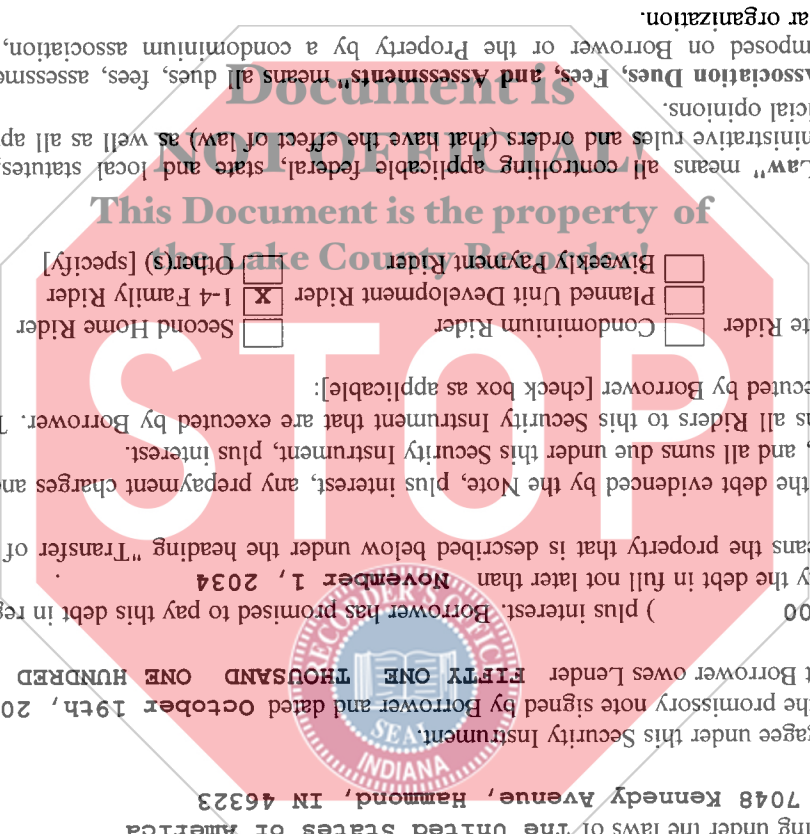 ing under the laws of The United States of America
7048 Kennedy Avenue, Hammond, IN 46323
gagee under this Security Instrument.
he promissory note signed by Borrower and dated October 19th, 20
t Borrower owes Lender FIFTY ONE THOUSAND ONE HUNDRED
00 ) plus interest. Borrower has promised to pay this debt in reg
y the debt in full not later than November 1, 2034 .
eans the property that is described below under the heading "Transfer of
the debt evidenced by the Note, plus interest, any prepayment charges and
, and all sums due under this Security Instrument, plus interest.
ns all Riders to this Security Instrument that are executed by Borrower. T
ecuted by Borrower [check box as applicable]:
te Rider Condominium Rider Second Home Rider
Planned Unit Development Rider X 1-4 Family Rider
Biweekly Payment Rider Other(s) [specify]
Law" means all controlling applicable federal, state and local statutes,
ministrative rules and orders (that have the effect of law) as well as all ap
cial opinions.
Association Dues, Fees, and Assessments" means all dues, fees, assessme
mposed on Borrower or the Property by a condominium association,
ar organization.
Document is
NOT OFFICIAL!
This Document is the property of
the Lake County Recorder!
STOP
RECORDER'S OFFICE
SEAL
INDIANA